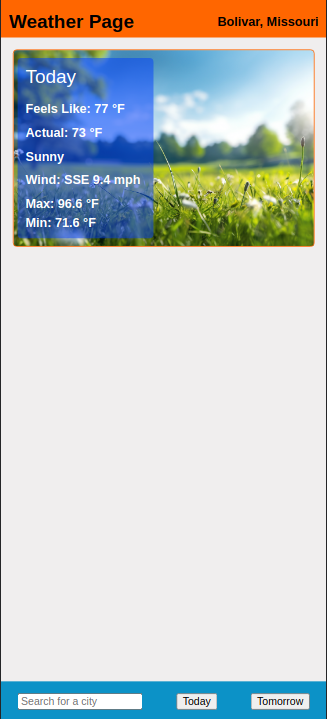 Weather Page
Bolivar, Missouri
Today
Feels Like: 77 °F
Actual: 73 °F
Sunny
Wind: SSE 9.4 mph
Max: 96.6 °F
Min: 71.6 °F
Search for a city
Today
Tomorrow